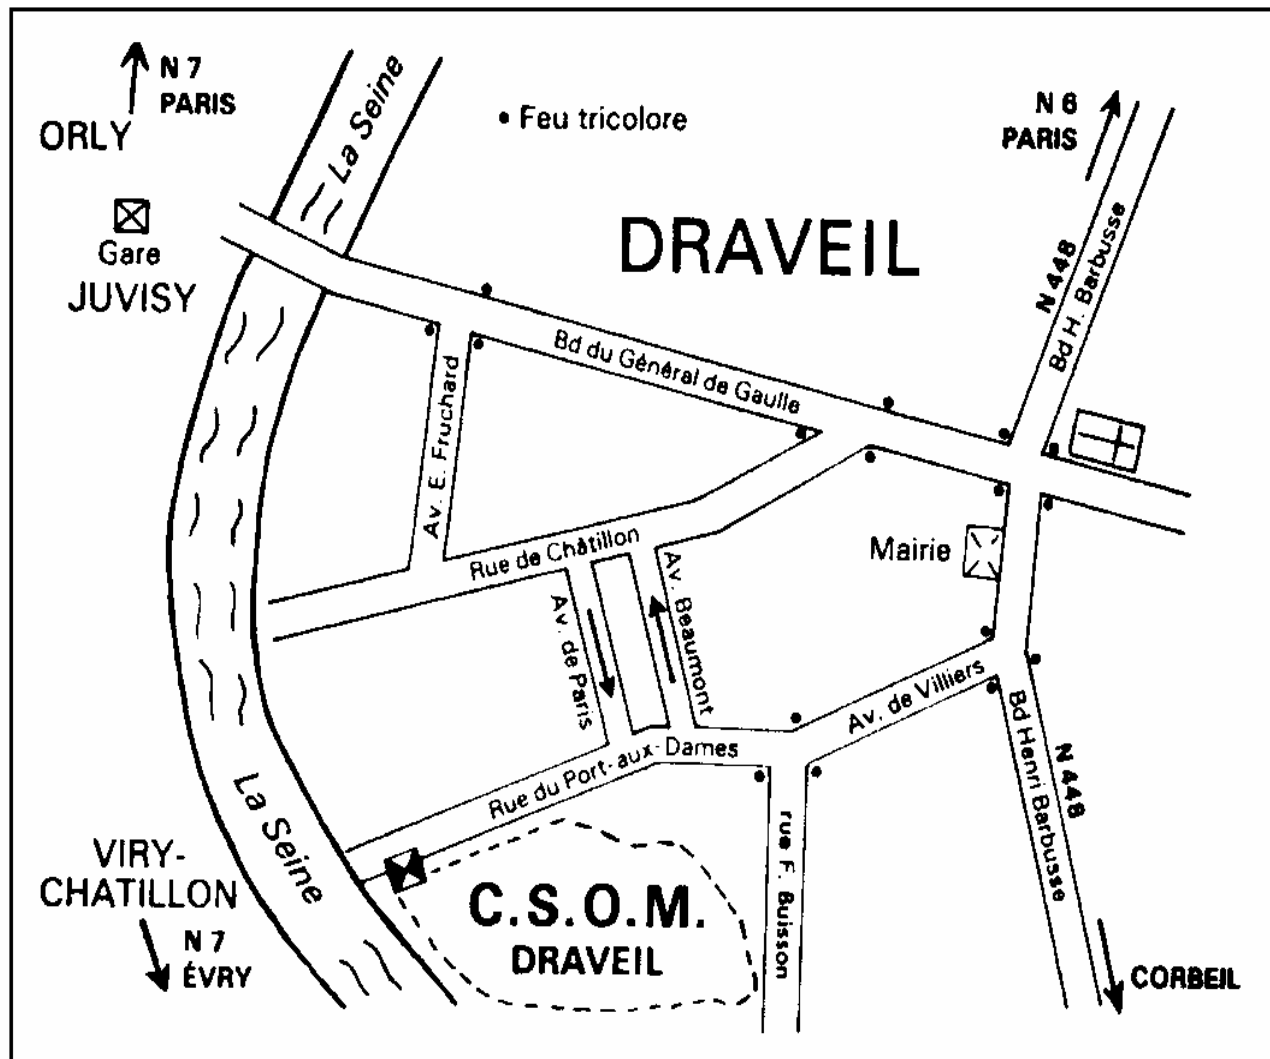 N 7
PARIS
ORLY
La Seine
• Feu tricolore
N 6
PARIS
Gare
JUVISY
DRAVEIL
N 448
Bd H. Barbusse
Bd du Général de Gaulle
Av. E. Fruchard
Rue de Châtillon
Mairie
Av. de Paris
Av. Beaumont
Av. de Villiers
Rue du Port-aux-Dames
Bd Henri Barbusse
N 448
La Seine
rue F. Buisson
VIRY-
CHATILLON
N 7
ÉVRY
C.S.O.M.
DRAVEIL
CORBEIL